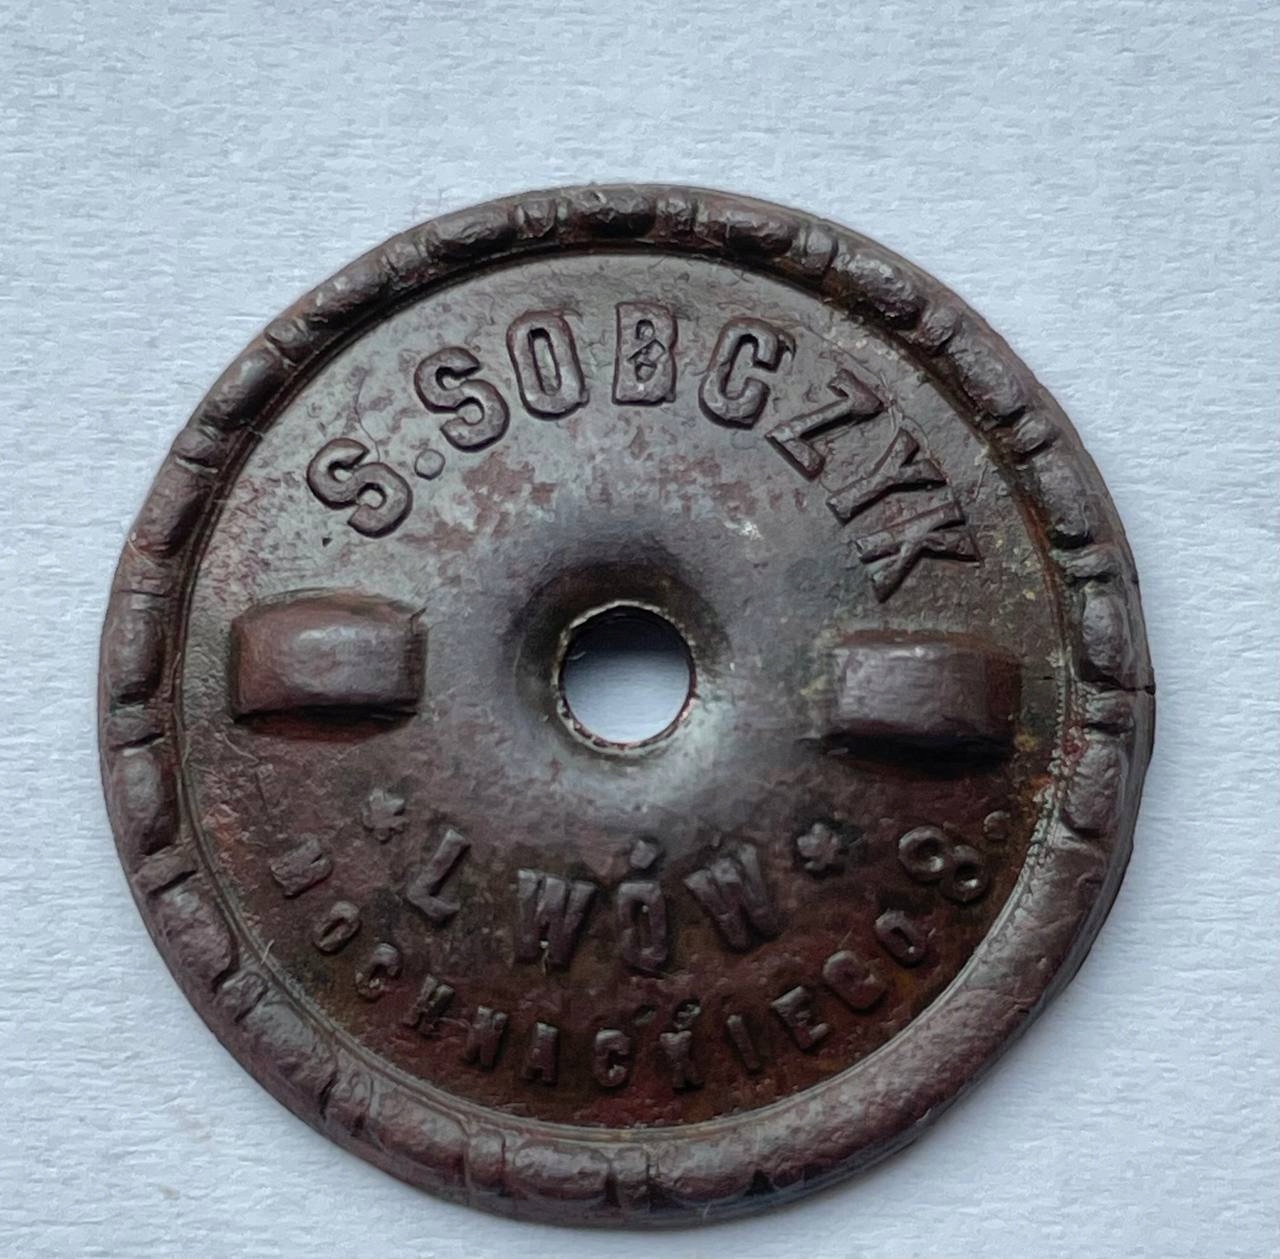 S. SOBCZYK
* LWÓW *
MOCHNACKIEGO 8.